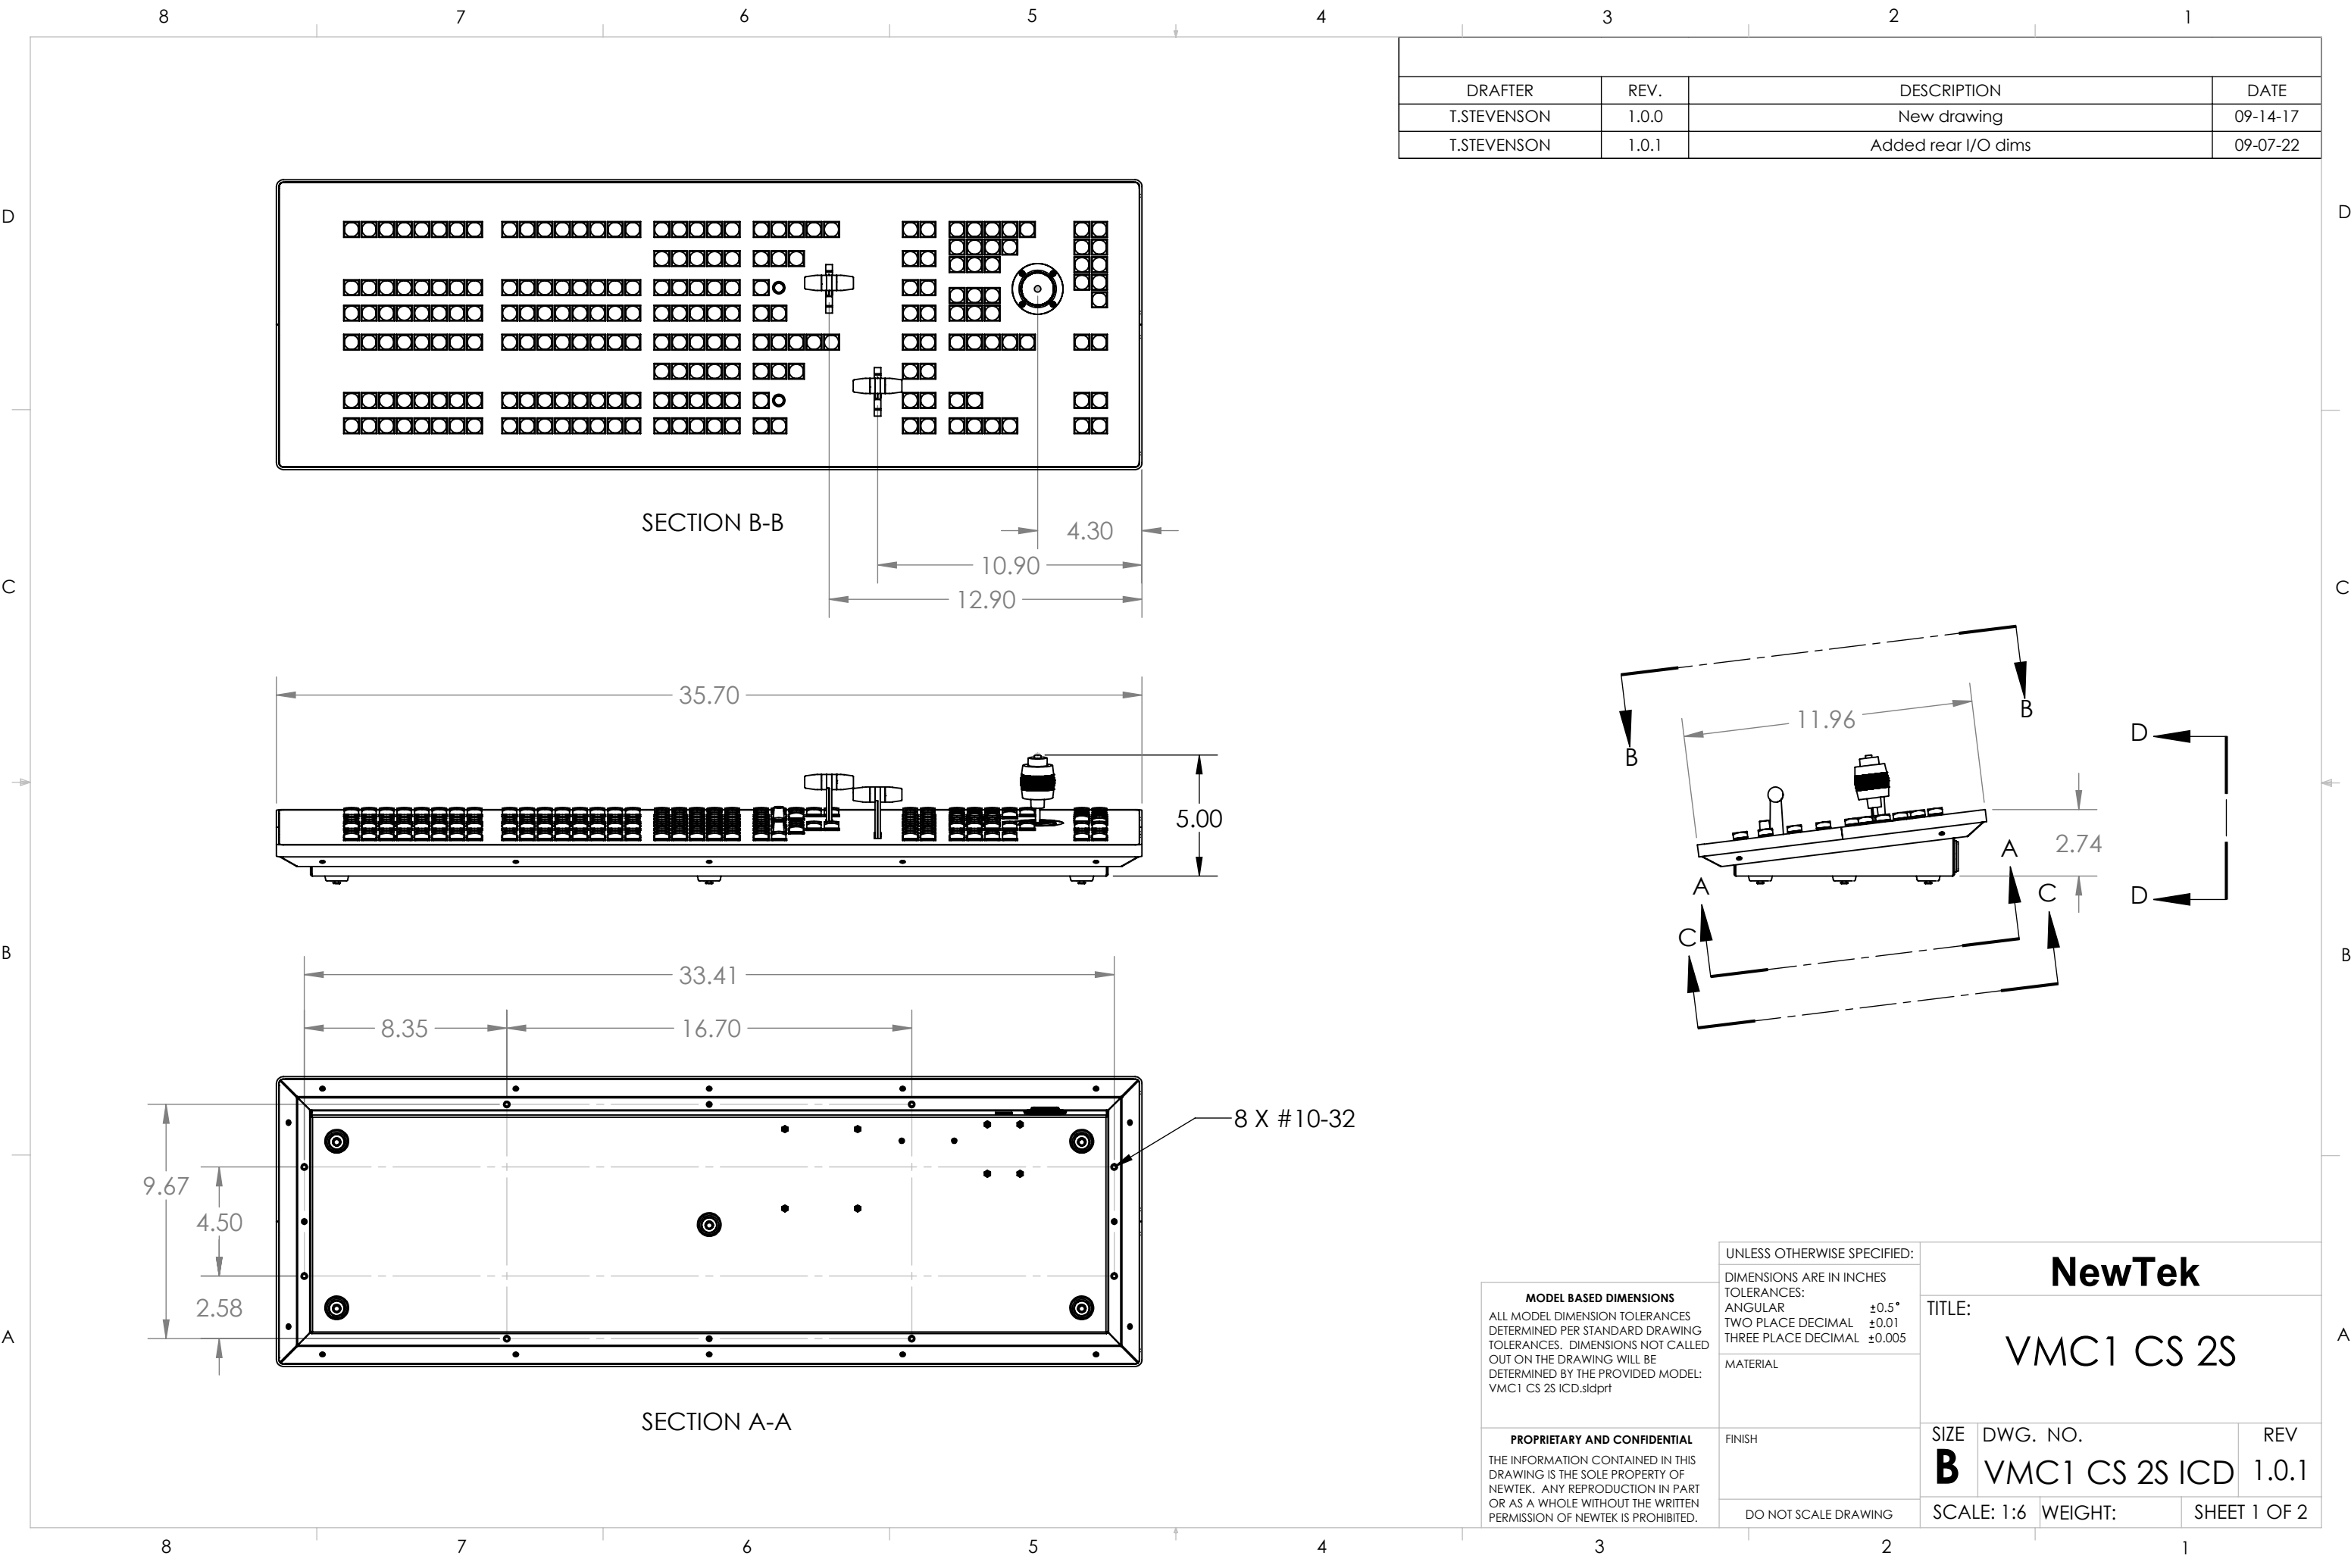 8 7 6 5 4 3 2 1
DRAFTER REV. DESCRIPTION DATE
T.STEVENSON 1.0.0 New drawing 09-14-17
T.STEVENSON 1.0.1 Added rear I/O dims 09-07-22
D D
SECTION B-B
4.30
10.90
12.90
C C
35.70
5.00
B
B
11.96
D
D
2.74
A
A
C
C
B B
33.41
8.35 16.70
8 X #10-32
9.67
4.50
2.58
A A
SECTION A-A
MODEL BASED DIMENSIONS
ALL MODEL DIMENSION TOLERANCES
DETERMINED PER STANDARD DRAWING
TOLERANCES. DIMENSIONS NOT CALLED
OUT ON THE DRAWING WILL BE
DETERMINED BY THE PROVIDED MODEL:
VMC1 CS 2S ICD.sldprt
PROPRIETARY AND CONFIDENTIAL
THE INFORMATION CONTAINED IN THIS
DRAWING IS THE SOLE PROPERTY OF
NEWTEK. ANY REPRODUCTION IN PART
OR AS A WHOLE WITHOUT THE WRITTEN
PERMISSION OF NEWTEK IS PROHIBITED.
UNLESS OTHERWISE SPECIFIED:
DIMENSIONS ARE IN INCHES
TOLERANCES:
ANGULAR ±0.5°
TWO PLACE DECIMAL ±0.01
THREE PLACE DECIMAL ±0.005
MATERIAL
FINISH
DO NOT SCALE DRAWING
NewTek
TITLE:
VMC1 CS 2S
SIZE DWG. NO. REV
B VMC1 CS 2S ICD 1.0.1
SCALE: 1:6 WEIGHT: SHEET 1 OF 2
8 7 6 5 4 3 2 1